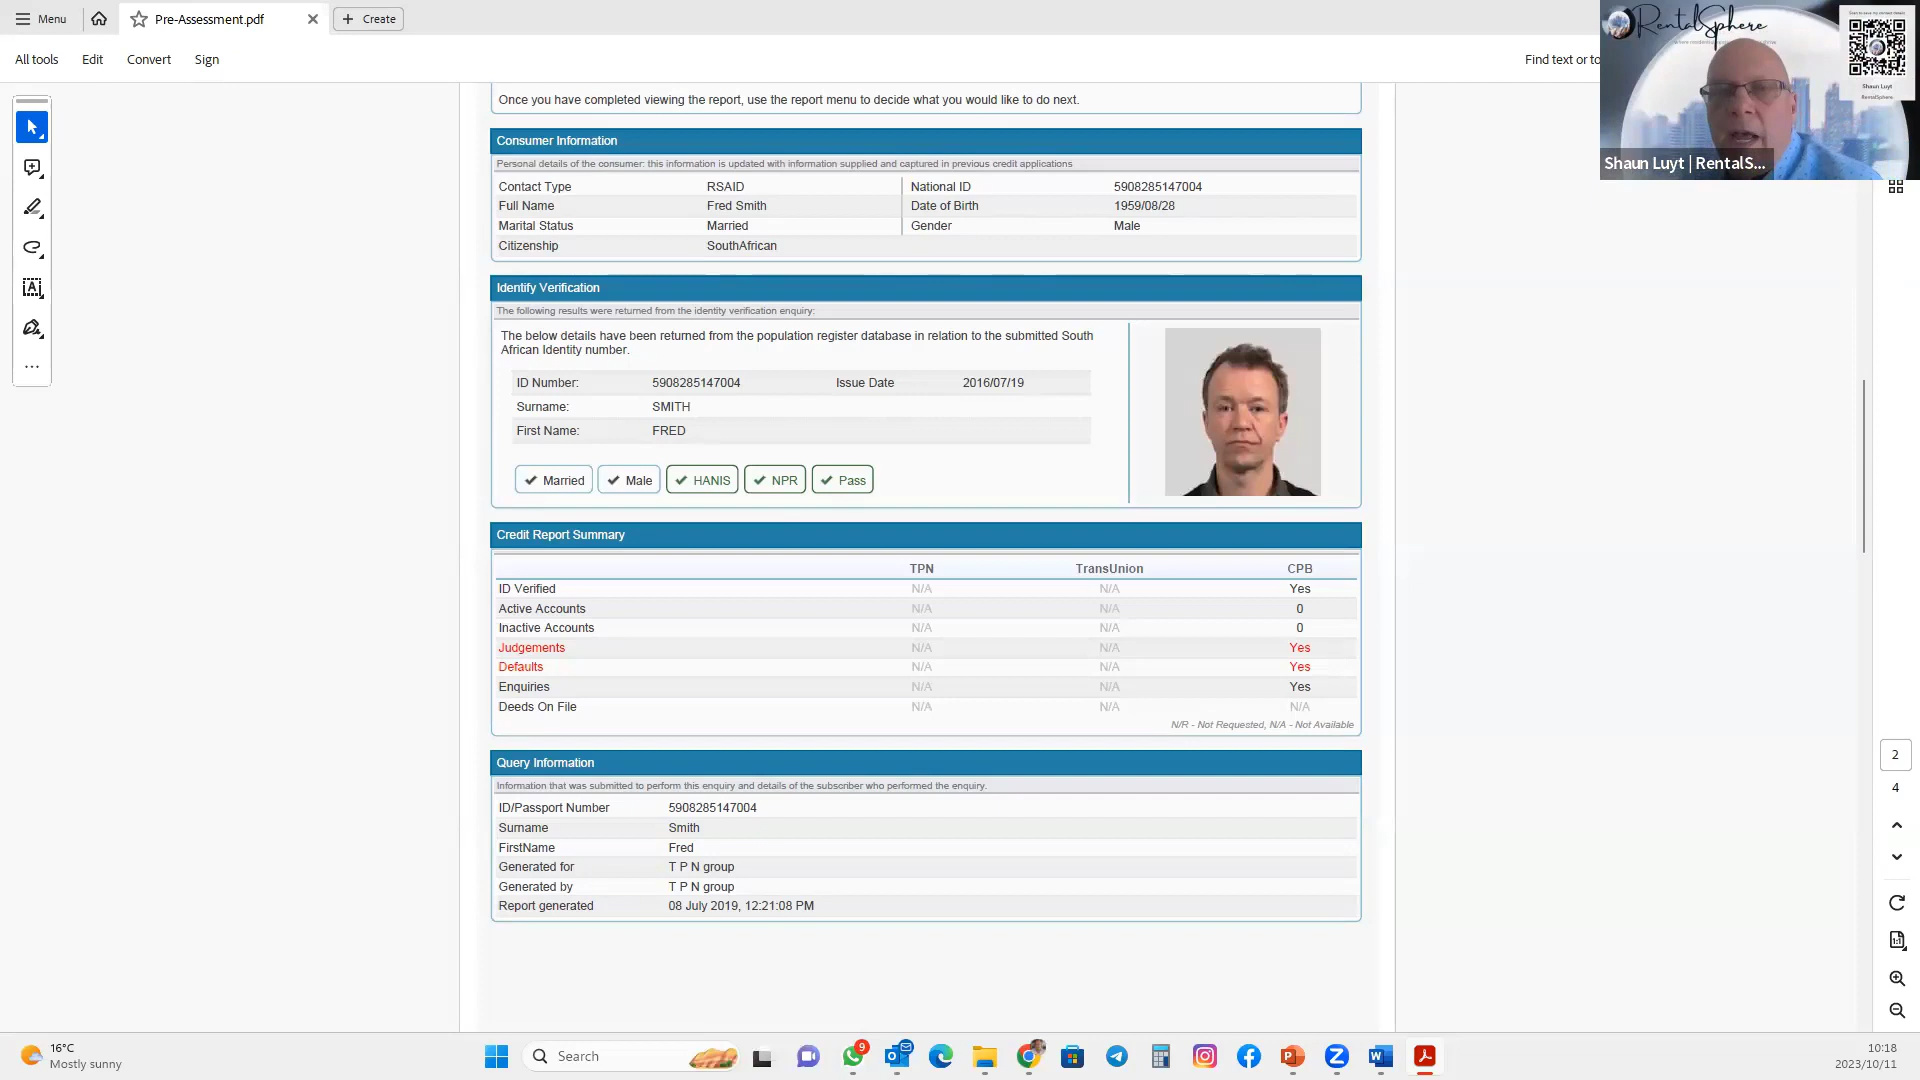 Menu
Pre-Assessment.pdf
Create
All tools
Edit
Convert
Sign
Find text or to
RentalSphere
Shaun Luyt
RentalSphere
Shaun Luyt | RentalS...
Once you have completed viewing the report, use the report menu to decide what you would like to do next.
Consumer Information
Personal details of the consumer: this information is updated with information supplied and captured in previous credit applications
Contact Type RSAID National ID 5908285147004
Full Name Fred Smith Date of Birth 1959/08/28
Marital Status Married Gender Male
Citizenship SouthAfrican
Identify Verification
The following results were returned from the identity verification enquiry:
The below details have been returned from the population register database in relation to the submitted South
African Identity number.
ID Number: 5908285147004 Issue Date 2016/07/19
Surname: SMITH
First Name: FRED
Married Male HANIS NPR Pass
Credit Report Summary
TPN TransUnion CPB
ID Verified N/A N/A Yes
Active Accounts N/A N/A 0
Inactive Accounts N/A N/A 0
Judgements N/A N/A Yes
Defaults N/A N/A Yes
Enquiries N/A N/A Yes
Deeds On File N/A N/A N/A
N/R - Not Requested, N/A - Not Available
Query Information
Information that was submitted to perform this enquiry and details of the subscriber who performed the enquiry.
ID/Passport Number 5908285147004
Surname Smith
FirstName Fred
Generated for T P N group
Generated by T P N group
Report generated 08 July 2019, 12:21:08 PM
2
4
16°C
Mostly sunny
Search
9
10:18
2023/10/11